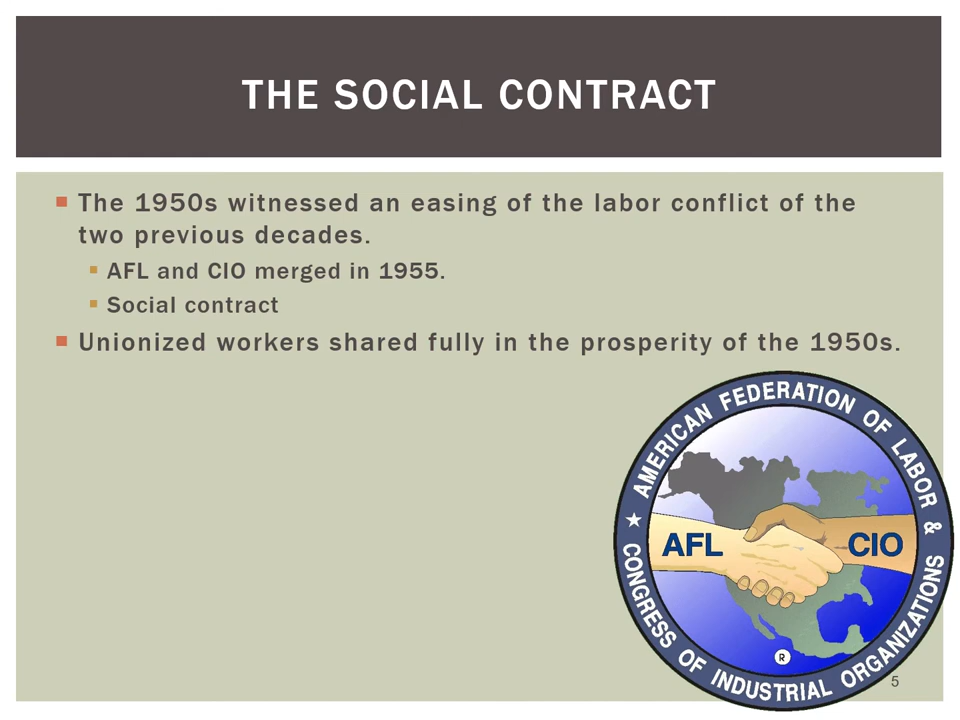 THE SOCIAL CONTRACT
The 1950s witnessed an easing of the labor conflict of the
two previous decades.
AFL and CIO merged in 1955.
Social contract
Unionized workers shared fully in the prosperity of the 1950s.
AMERICAN FEDERATION OF LABOR &
CONGRESS OF INDUSTRIAL ORGANIZATIONS
AFL CIO
®
5